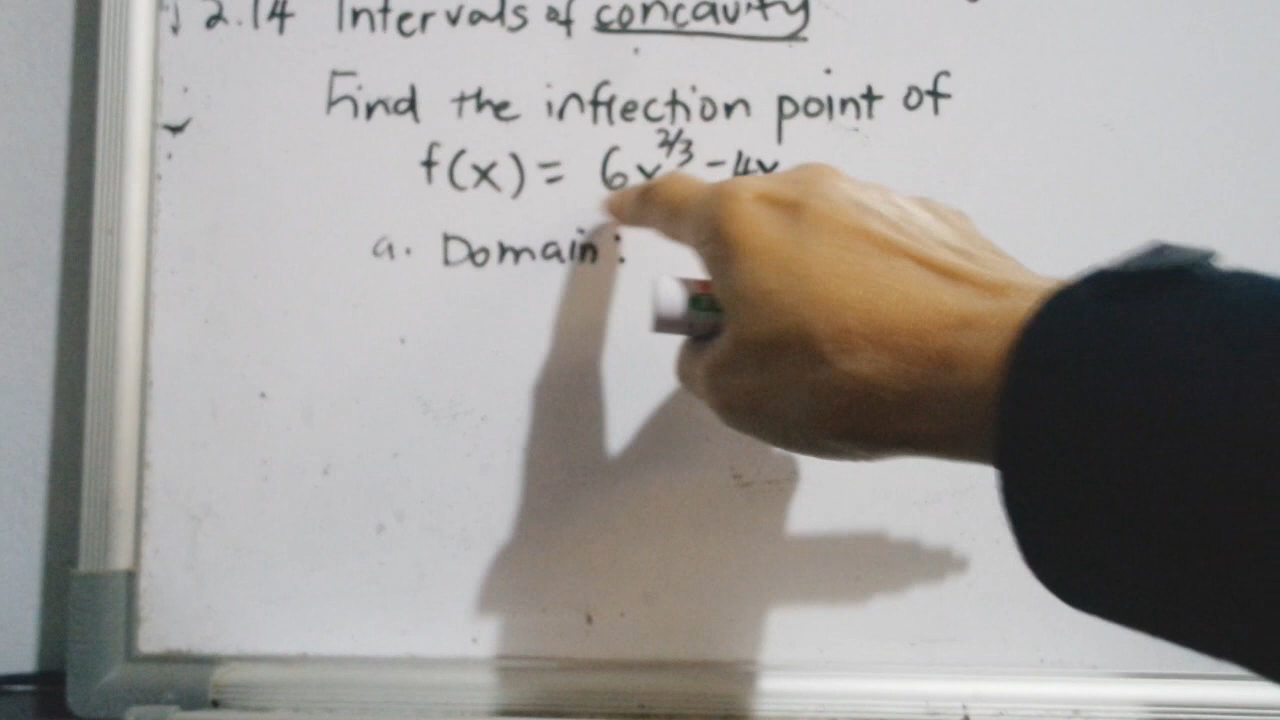 2.14 Intervals of concavity
Find the inflection point of
f(x) = 6x^2/3 - 4x
a. Domain: